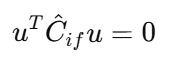 $u^T \hat{C}_{if} u = 0$